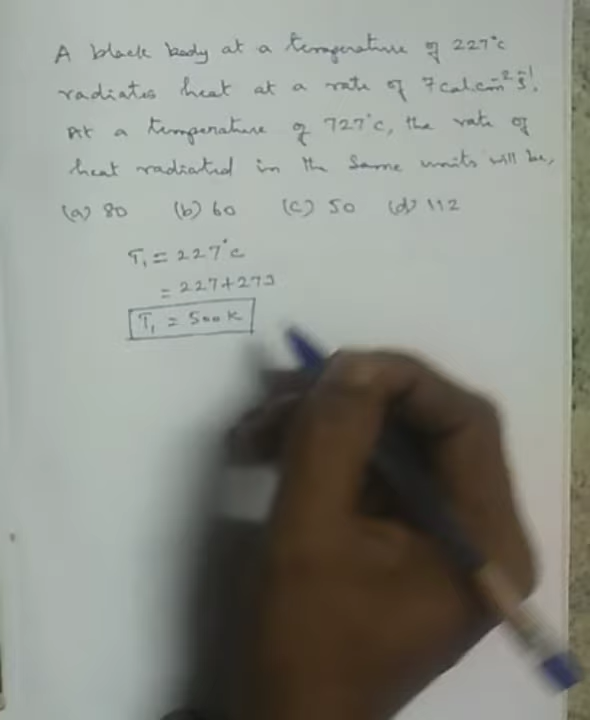 A black body at a temperature of 227°c
radiates heat at a rate of 7 cal cm⁻² s⁻¹.
At a temperature of 727°c, the rate of
heat radiated in the same units will be,
(a) 80 (b) 60 (c) 50 (d) 112
T₁ = 227°c
= 227+273
T₁ = 500K